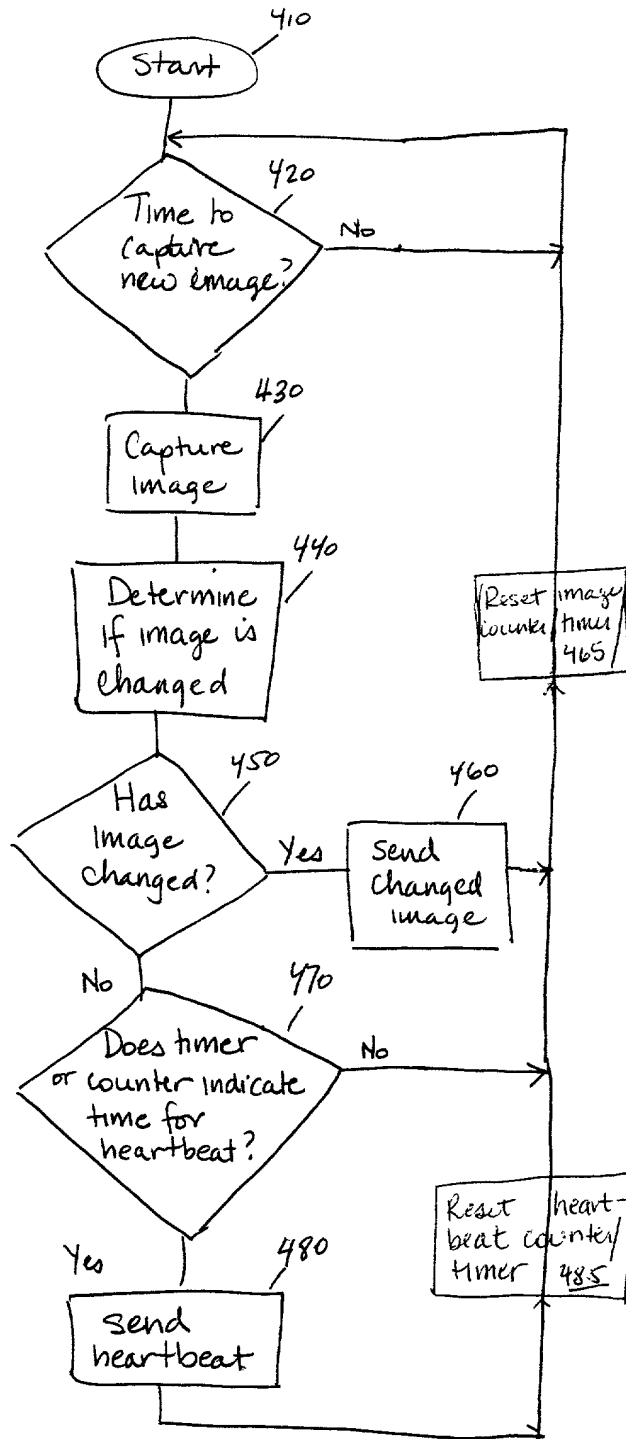 410
Start
420
Time to
capture
new image?
No
430
Capture
image
440
Determine
if image is
changed
Reset image
counter/timer
465
450
Has
image
changed?
Yes
460
Send
changed
image
No
470
Does timer
or counter indicate
time for
heartbeat?
No
Reset heart-
beat counter/
timer 485
Yes
480
send
heartbeat